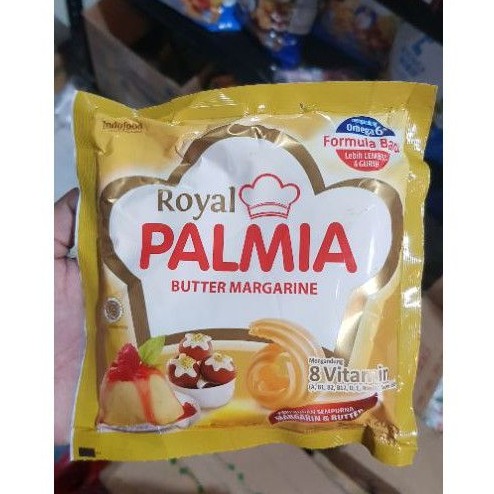 Indofood
Omega 6
Formula Baru
Lebih LEMBUT
& GURIH
Royal
PALMIA
BUTTER MARGARINE
Mengandung
8 Vitamin
MARGARIN & BUTTER